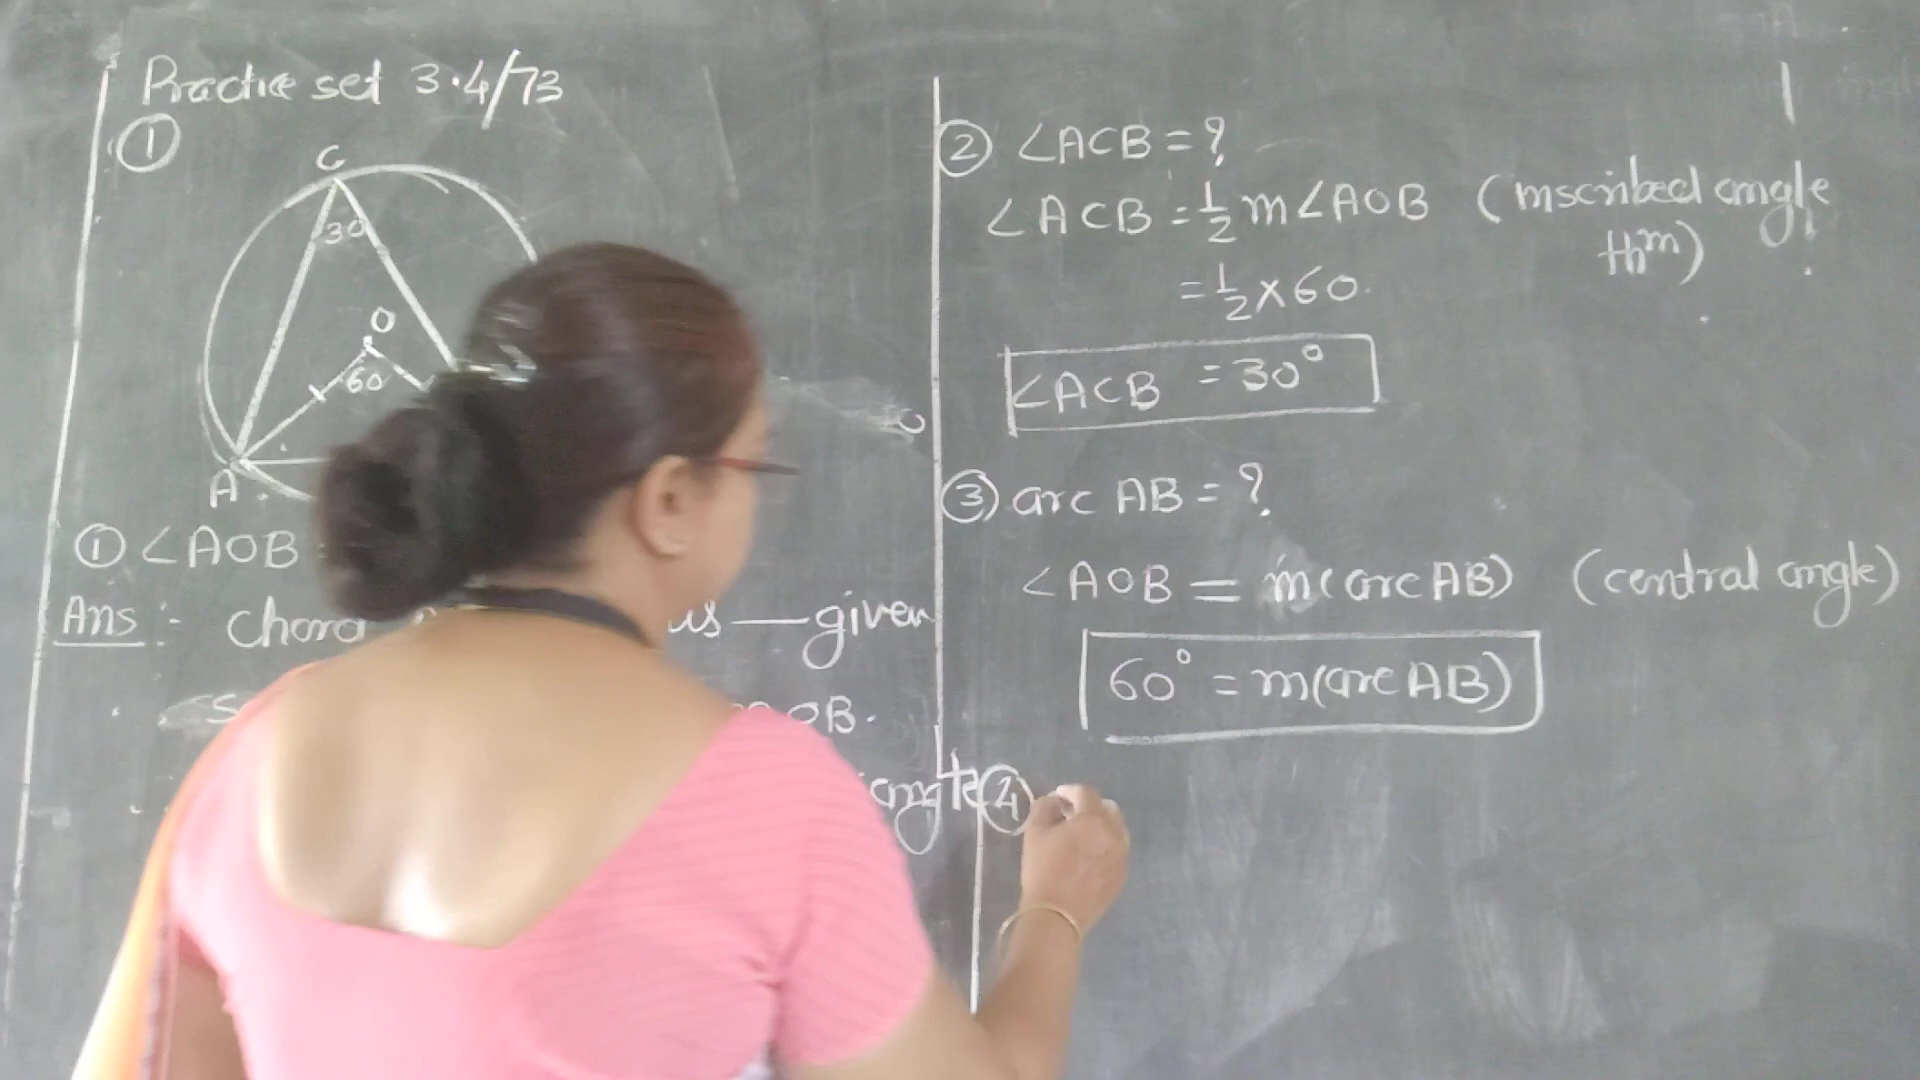 Practice set 3.4/73
①
C
30
O
60
A
① ∠AOB
Ans :- chord us — given
OB.
angle
② ∠ACB = ?
∠ACB = 1/2 m∠AOB (inscribed angle
thm)
= 1/2 × 60
∠ACB = 30°
③ arc AB = ?
∠AOB = m(arc AB) (central angle)
60° = m(arc AB)
④